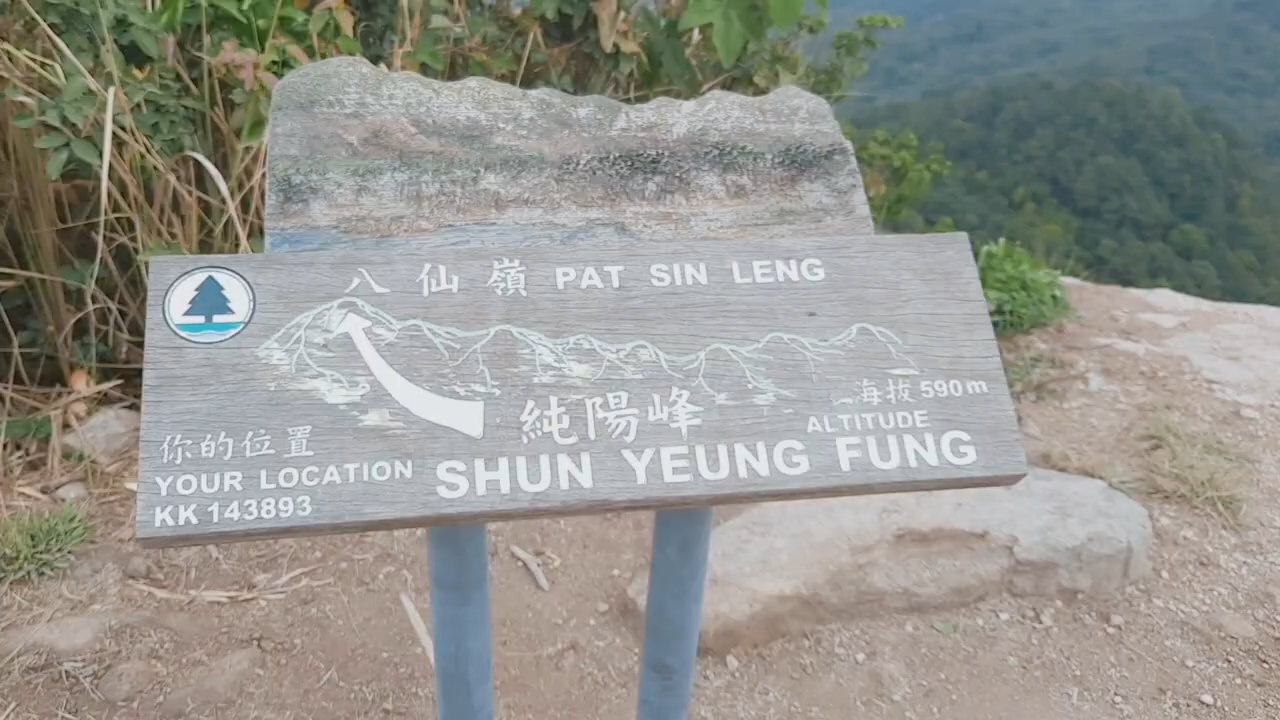 八仙嶺 PAT SIN LENG
海拔 590m
純陽峰 ALTITUDE
你的位置
YOUR LOCATION SHUN YEUNG FUNG
KK 143893